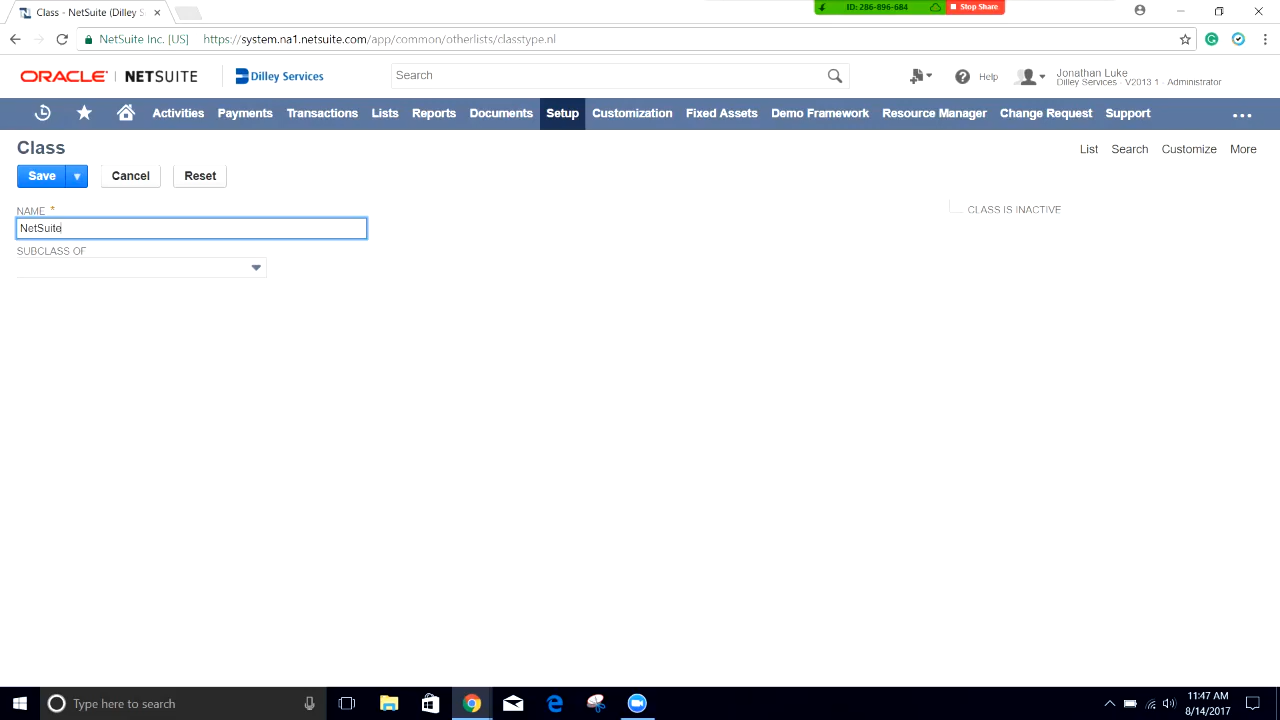 Class - NetSuite (Dilley S
ID: 286-896-684
Stop Share
NetSuite Inc. [US]
https://system.na1.netsuite.com/app/common/otherlists/classtype.nl
ORACLE
NETSUITE
Dilley Services
Search
Help
Jonathan Luke
Dilley Services - V2013.1 - Administrator
Activities
Payments
Transactions
Lists
Reports
Documents
Setup
Customization
Fixed Assets
Demo Framework
Resource Manager
Change Request
Support
Class
List
Search
Customize
More
Save
Cancel
Reset
NAME *
NetSuite
SUBCLASS OF
CLASS IS INACTIVE
Type here to search
11:47 AM
8/14/2017